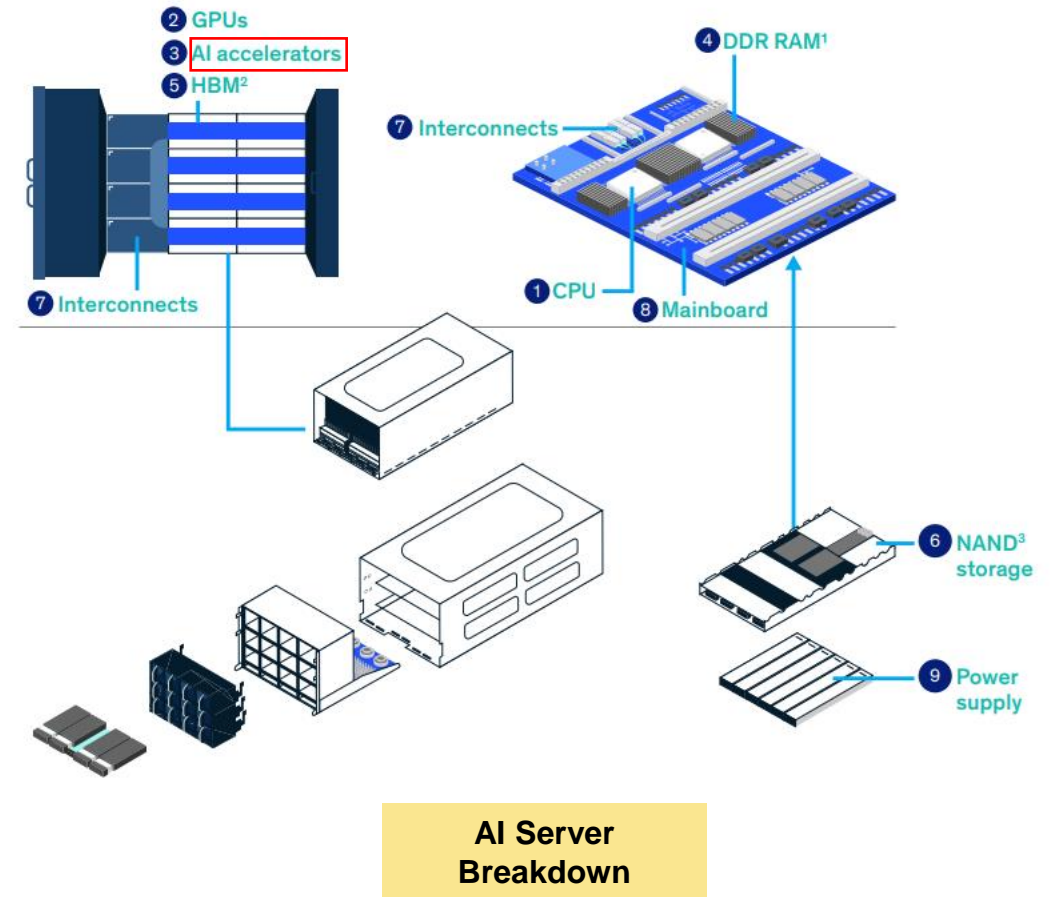 2 GPUs
3 AI accelerators
5 HBM²
4 DDR RAM¹
7 Interconnects
7 Interconnects
1 CPU
8 Mainboard
6 NAND³
storage
9 Power
supply
AI Server
Breakdown